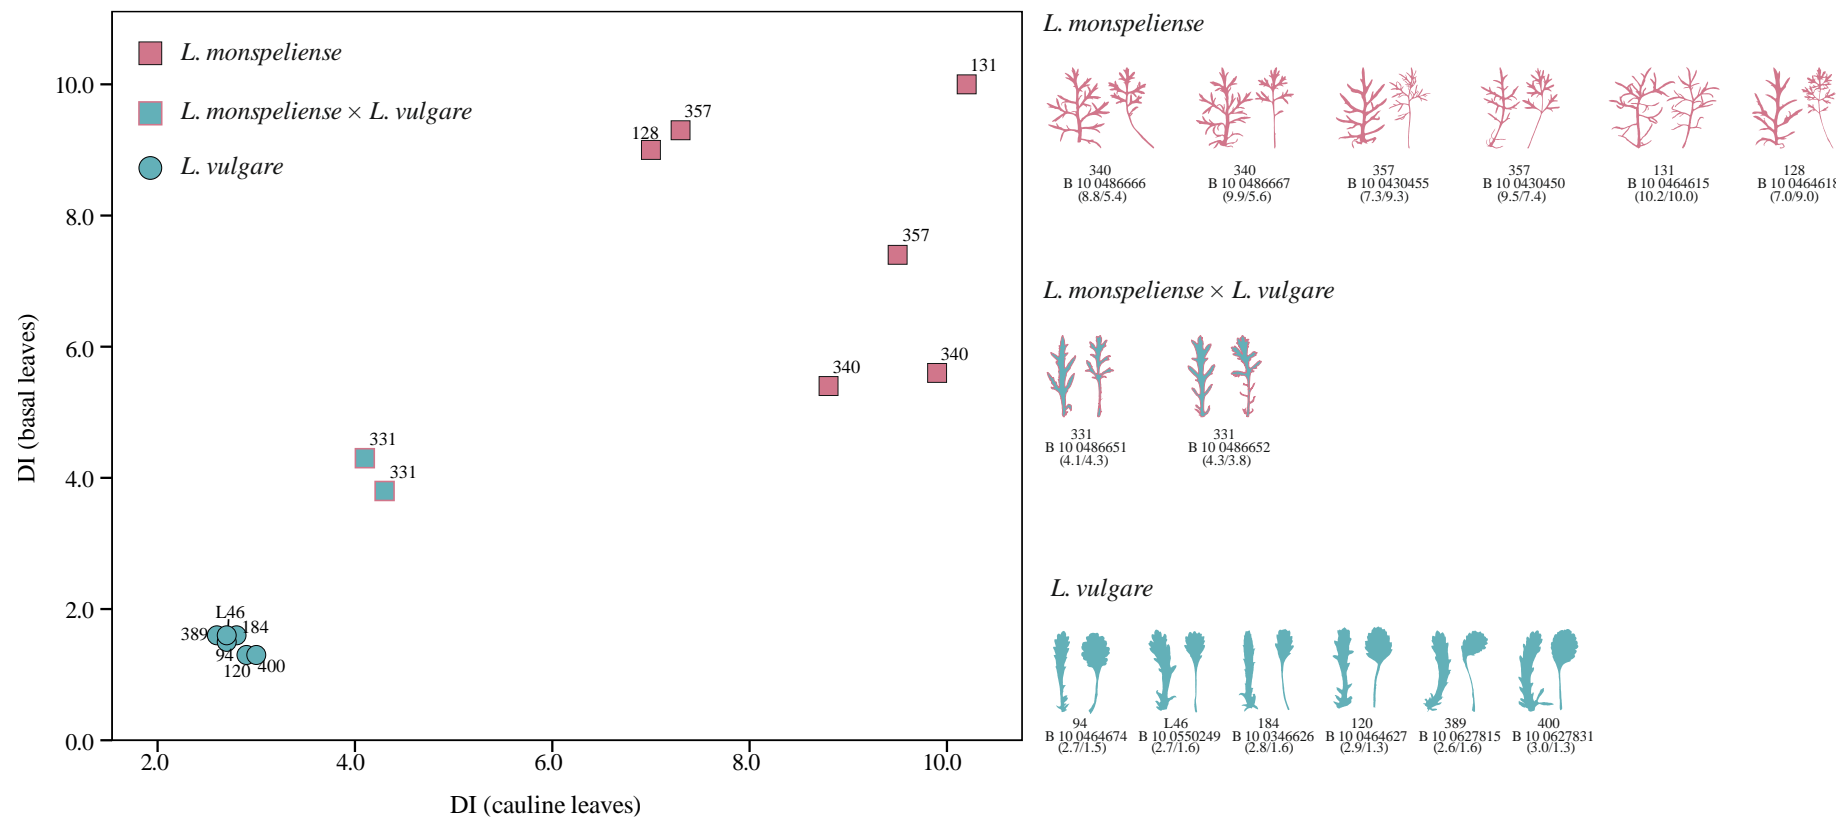 L. monspeliense
L. monspeliense × L. vulgare
L. vulgare
DI (basal leaves)
10.0
8.0
6.0
4.0
2.0
0.0
131
357
128
357
340
340
331
331
L46
389
184
94
120
400
2.0
4.0
6.0
8.0
10.0
DI (cauline leaves)
L. monspeliense
340
B 10 0486666
(8.8/5.4)
340
B 10 0486667
(9.9/5.6)
357
B 10 0430455
(7.3/9.3)
357
B 10 0430450
(9.5/7.4)
131
B 10 0464615
(10.2/10.0)
128
B 10 0464618
(7.0/9.0)
L. monspeliense × L. vulgare
331
B 10 0486651
(4.1/4.3)
331
B 10 0486652
(4.3/3.8)
L. vulgare
94
B 10 0464674
(2.7/1.5)
L46
B 10 0550249
(2.7/1.6)
184
B 10 0346626
(2.8/1.6)
120
B 10 0464627
(2.9/1.3)
389
B 10 0627815
(2.6/1.6)
400
B 10 0627831
(3.0/1.3)